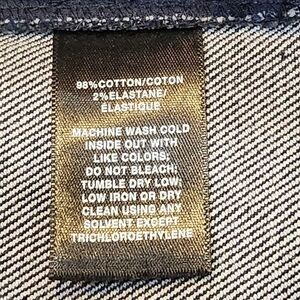 98%COTTON/COTON
2%ELASTANE/
ÉLASTIQUE
MACHINE WASH COLD
INSIDE OUT WITH
LIKE COLORS;
DO NOT BLEACH;
TUMBLE DRY LOW;
LOW IRON OR DRY
CLEAN USING ANY
SOLVENT EXCEPT
TRICHLOROETHYLENE